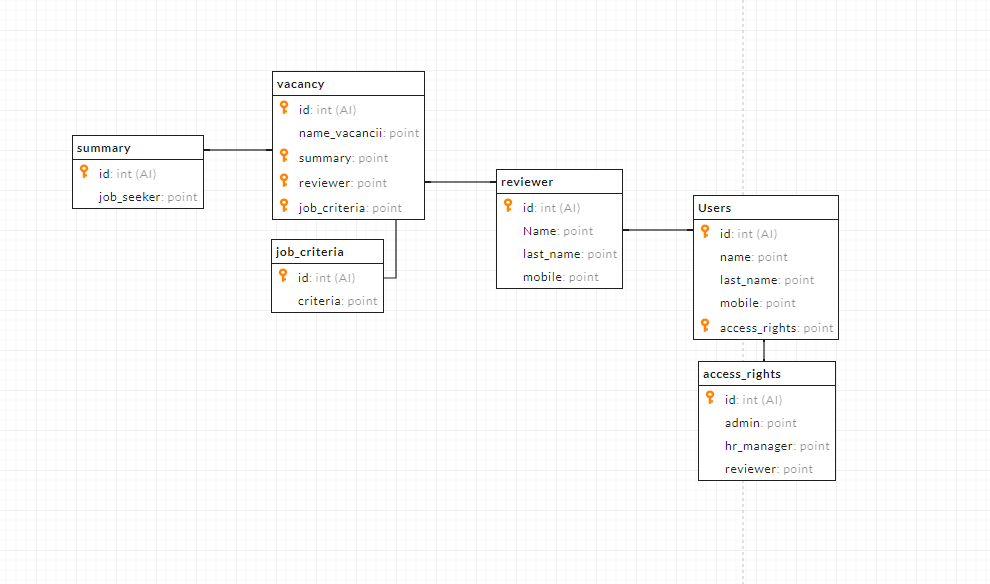 vacancy
id: int (AI)
name_vacancii: point
summary: point
reviewer: point
job_criteria: point
summary
id: int (AI)
job_seeker: point
job_criteria
id: int (AI)
criteria: point
reviewer
id: int (AI)
Name: point
last_name: point
mobile: point
Users
id: int (AI)
name: point
last_name: point
mobile: point
access_rights: point
access_rights
id: int (AI)
admin: point
hr_manager: point
reviewer: point